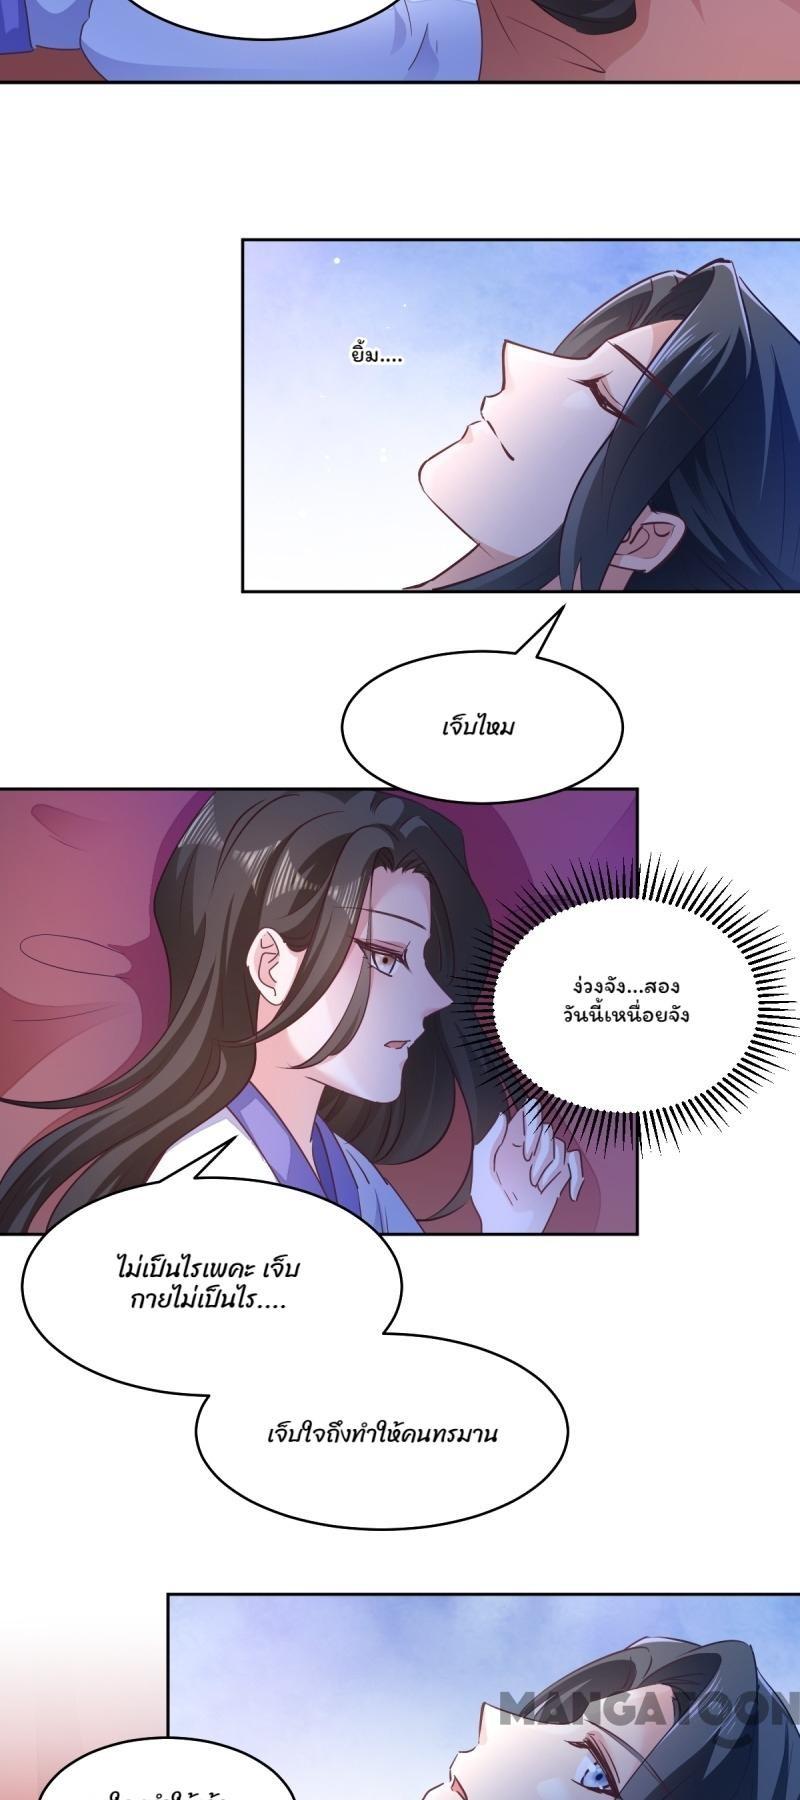 ยิ้ม....
เจ็บไหม
ง่วงจัง...สอง
วันนี้เหนื่อยจัง
ไม่เป็นไรเพคะ เจ็บ
กายไม่เป็นไร....
เจ็บใจถึงทำให้คนทรมาน
MANGATOON